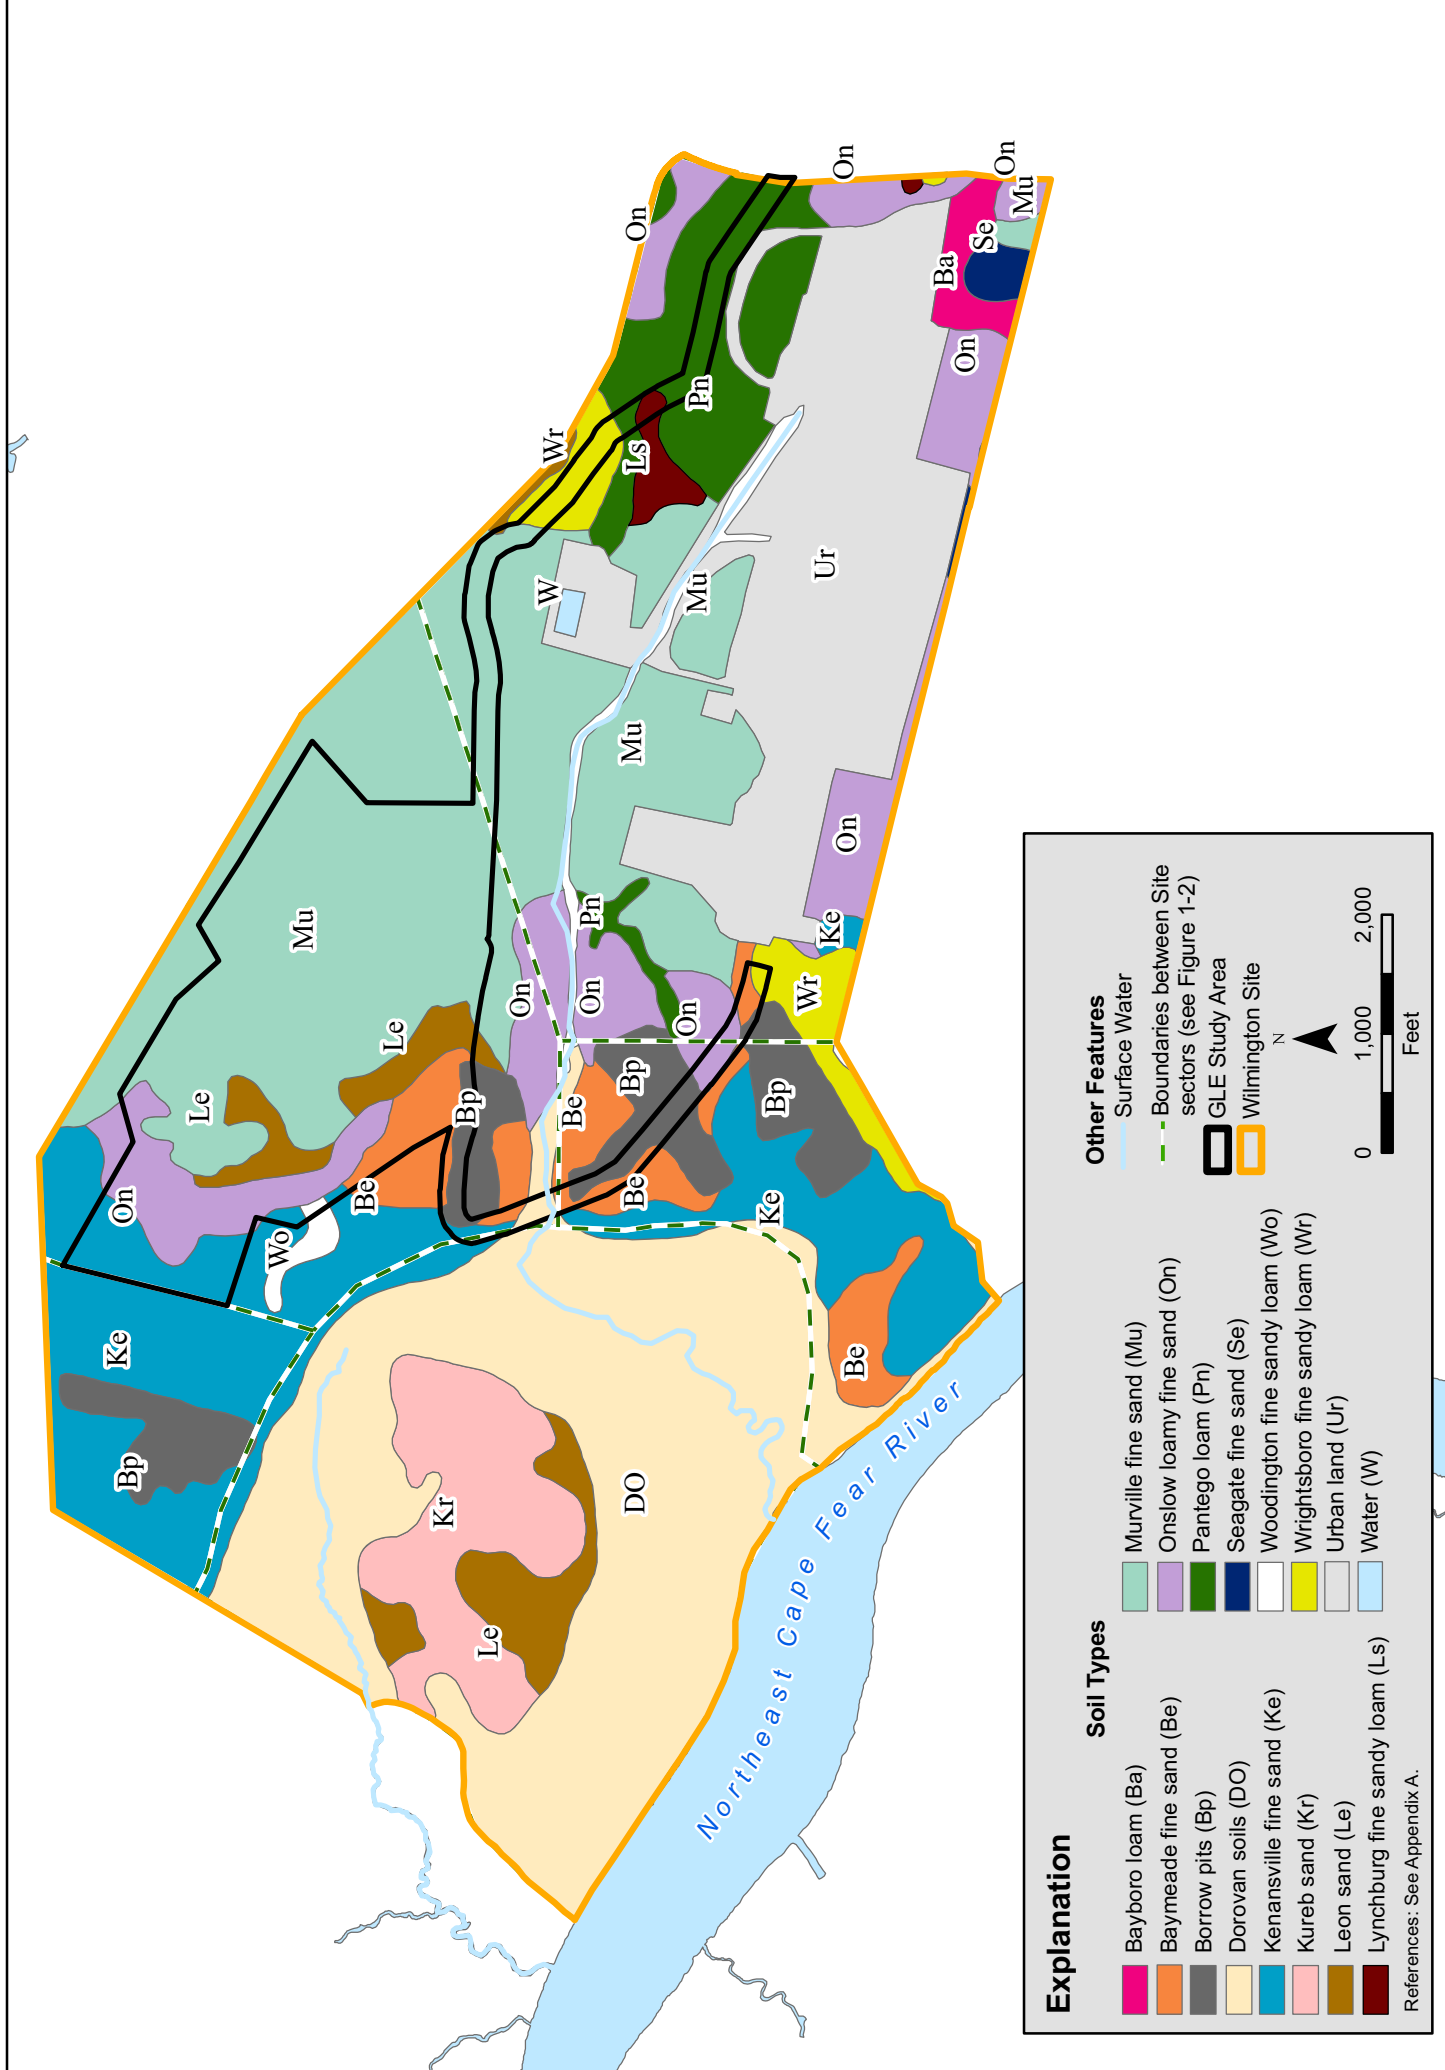 Bp
Ke
On
Wo
Le
Mu
Be
Le
Kr
Le
DO
Bp
On
W
Wr
On
Ls
Pn
Be
Be
Bp
On
Pn
On
Mu
Mu
Ke
Bp
Wr
Ke
On
Ur
Be
On
Ba
Se
Mu
On
On
Northeast Cape Fear River
Explanation
Soil Types
Bayboro loam (Ba)
Baymeade fine sand (Be)
Borrow pits (Bp)
Dorovan soils (DO)
Kenansville fine sand (Ke)
Kureb sand (Kr)
Leon sand (Le)
Lynchburg fine sandy loam (Ls)
Murville fine sand (Mu)
Onslow loamy fine sand (On)
Pantego loam (Pn)
Seagate fine sand (Se)
Woodington fine sandy loam (Wo)
Wrightsboro fine sandy loam (Wr)
Urban land (Ur)
Water (W)
Other Features
Surface Water
Boundaries between Site
sectors (see Figure 1-2)
GLE Study Area
Wilmington Site
N
0 1,000 2,000
Feet
References: See Appendix A.